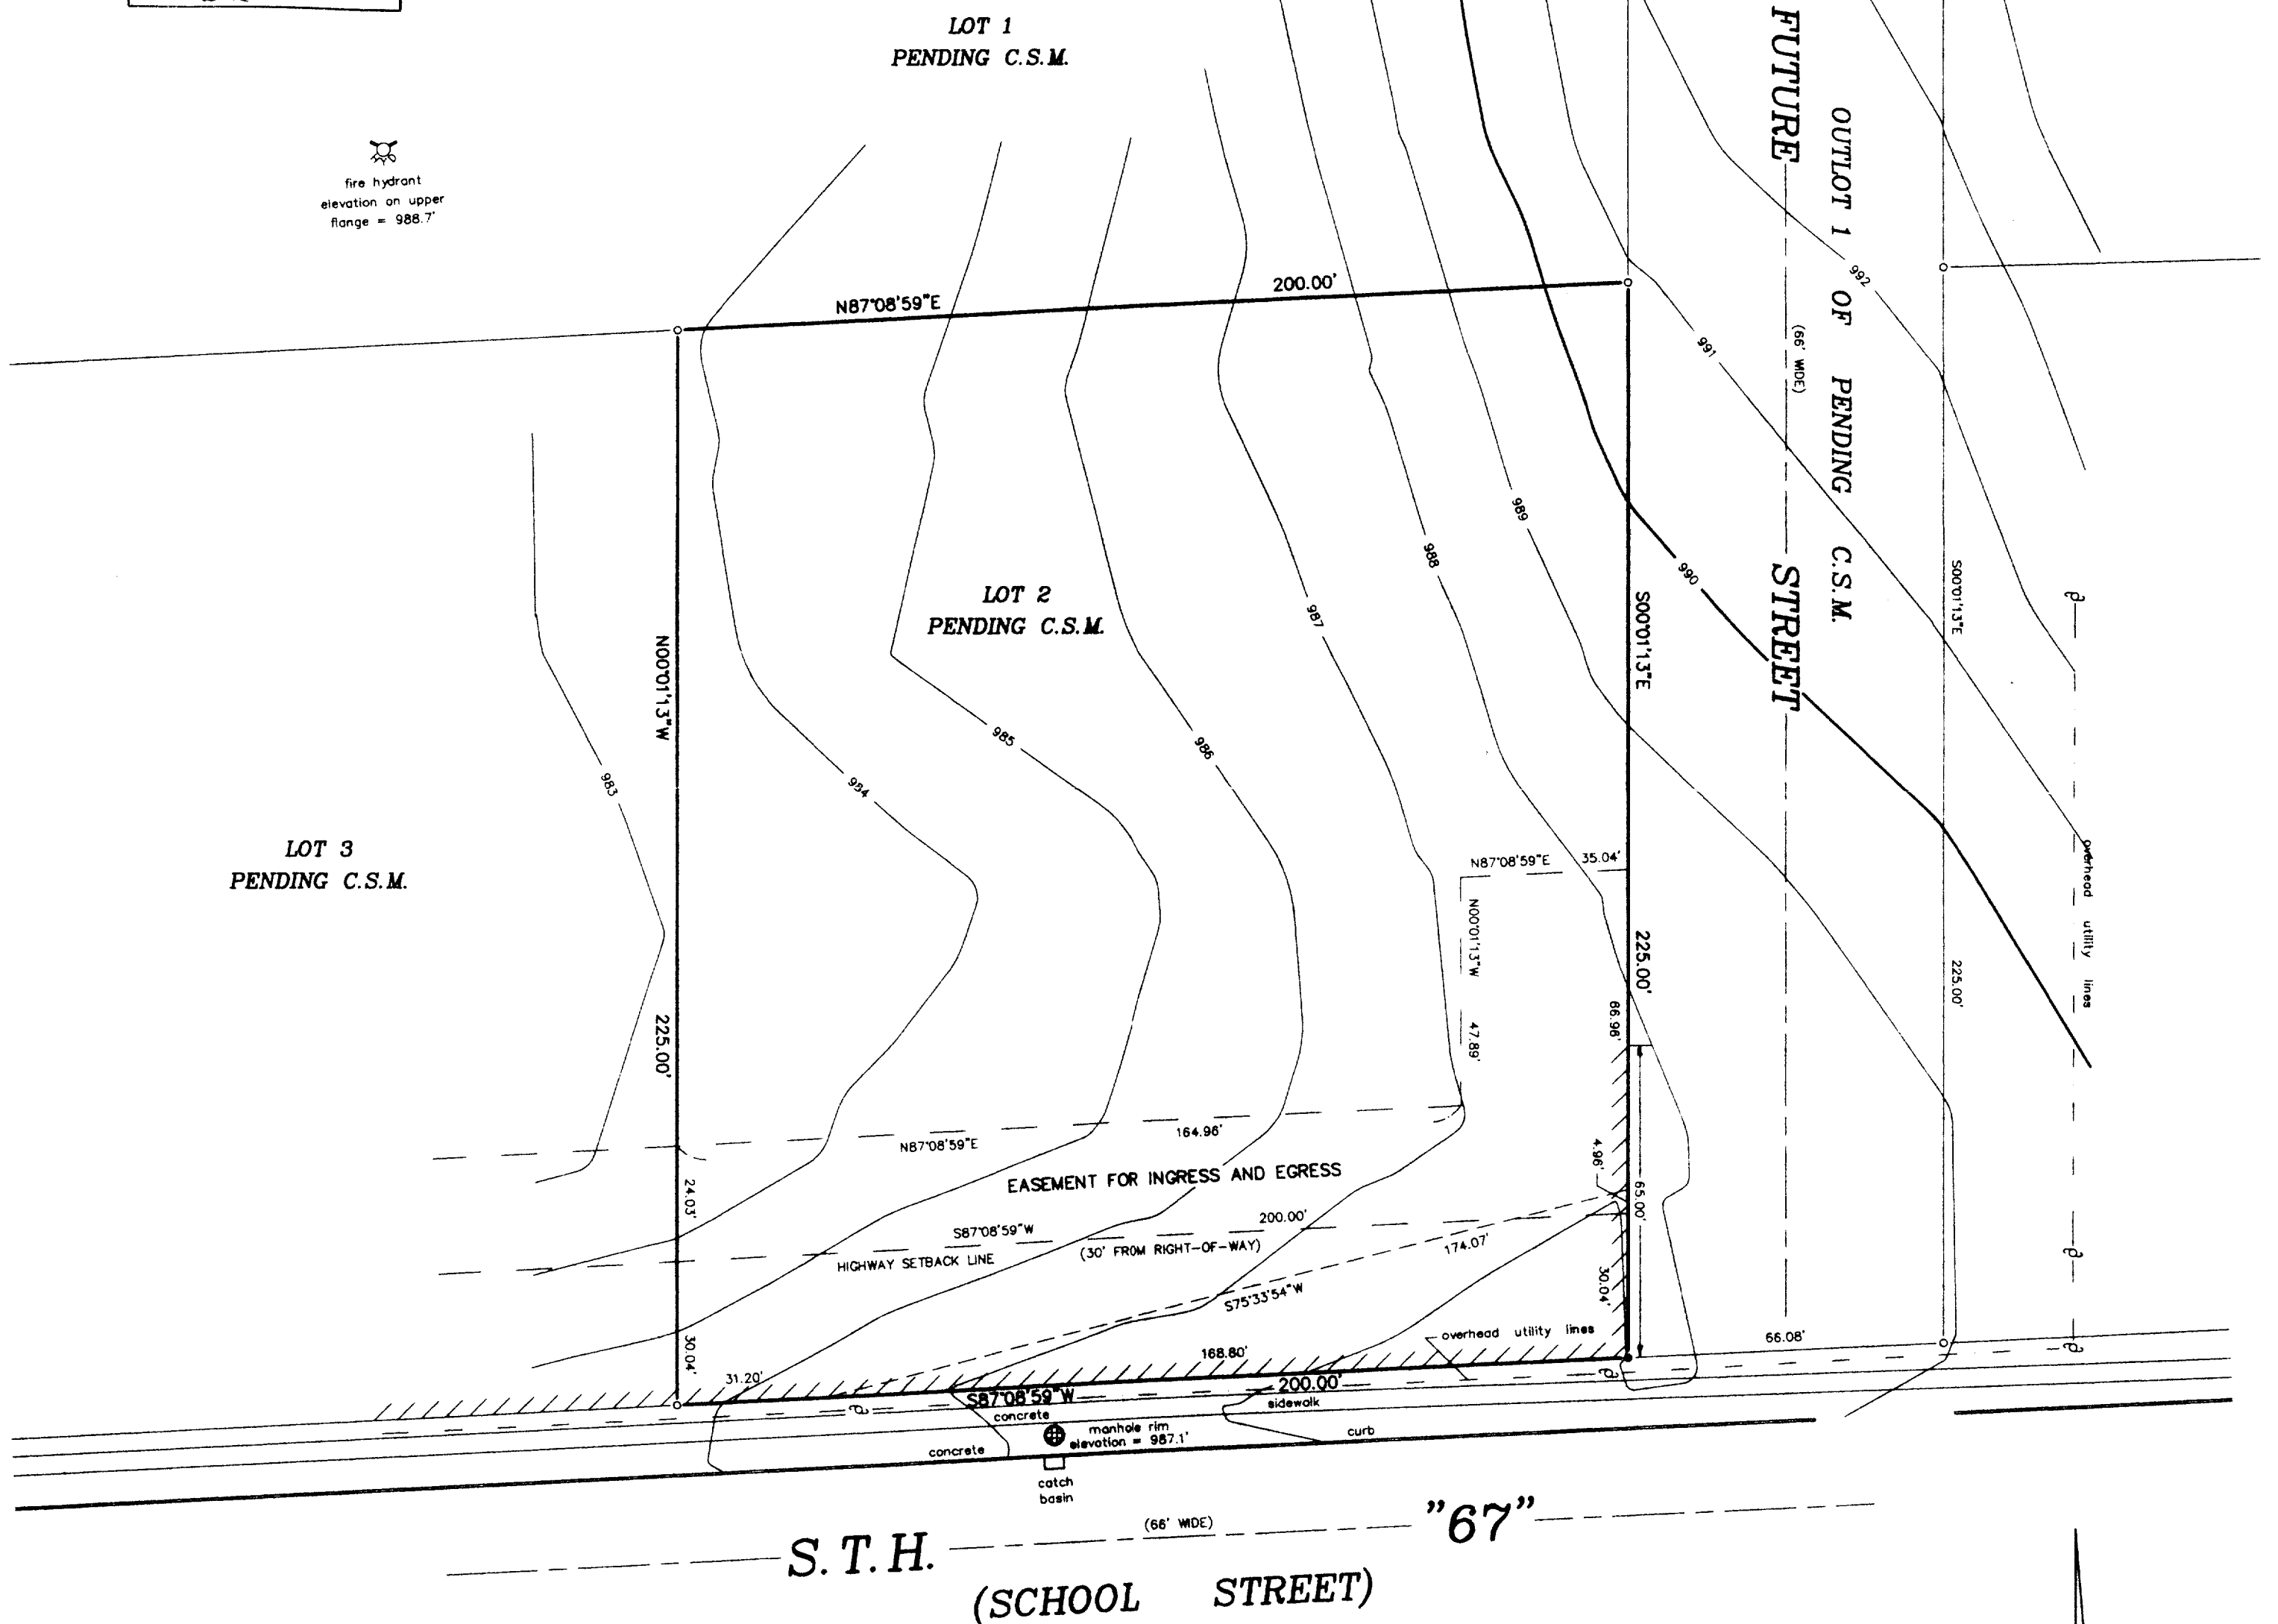 LOT 1
PENDING C.S.M.
FUTURE
OUTLOT 1 OF PENDING C.S.M.
fire hydrant
elevation on upper
flange = 988.7'
N87°08'59"E
200.00'
992
991
(66' WIDE)
989
988
987
990
STREET
S00°01'13"E
S00°01'13"E
LOT 2
PENDING C.S.M.
N00°01'13"W
985
986
983
984
LOT 3
PENDING C.S.M.
N87°08'59"E 35.04'
N00°01'13"W 47.89'
225.00'
225.00'
overhead utility lines
66.96'
225.00'
N87°08'59"E
164.96'
4.96'
65.00'
24.03'
EASEMENT FOR INGRESS AND EGRESS
S87°08'59"W
200.00'
HIGHWAY SETBACK LINE
(30' FROM RIGHT-OF-WAY)
174.07'
S75°33'54"W
30.04'
overhead utility lines
66.08'
30.04'
168.80'
31.20'
S87°08'59"W
200.00'
concrete
sidewalk
manhole rim
elevation = 987.1'
concrete
curb
catch
basin
(66' WIDE)
S.T.H. "67"
(SCHOOL STREET)